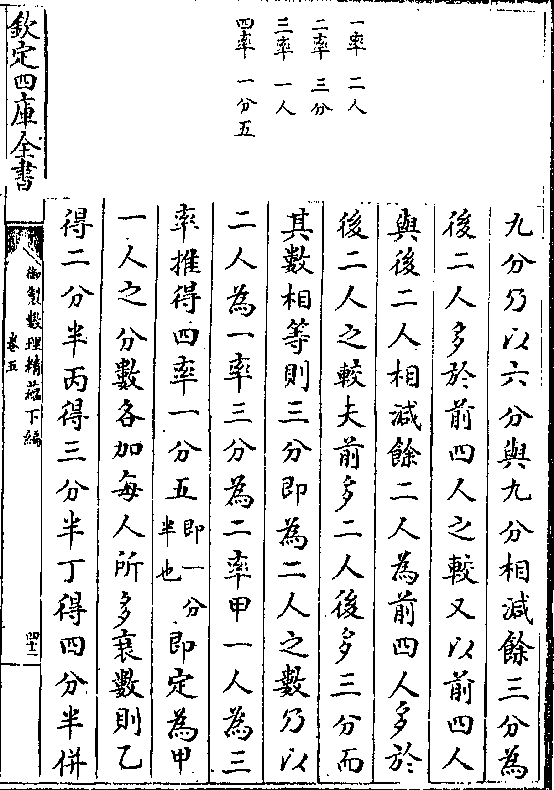 一率 二人
二率 三分
三率 一人
四率 一分五
九分乃以六分與九分相減餘三分為
後二人多於前四人之較又以前四人
與後二人相減餘二人為前四人多於
後二人之較夫前多二人後多三分而
其數相等則三分即為二人之數乃以
二人為一率三分為二率甲一人為三
率推得四率一分五即一分半也即定為甲
一人之分數各加每人所多衰數則乙
得二分半丙得三分半丁得四分半併
欽定四庫全書
御製數理精蘊下編
卷五